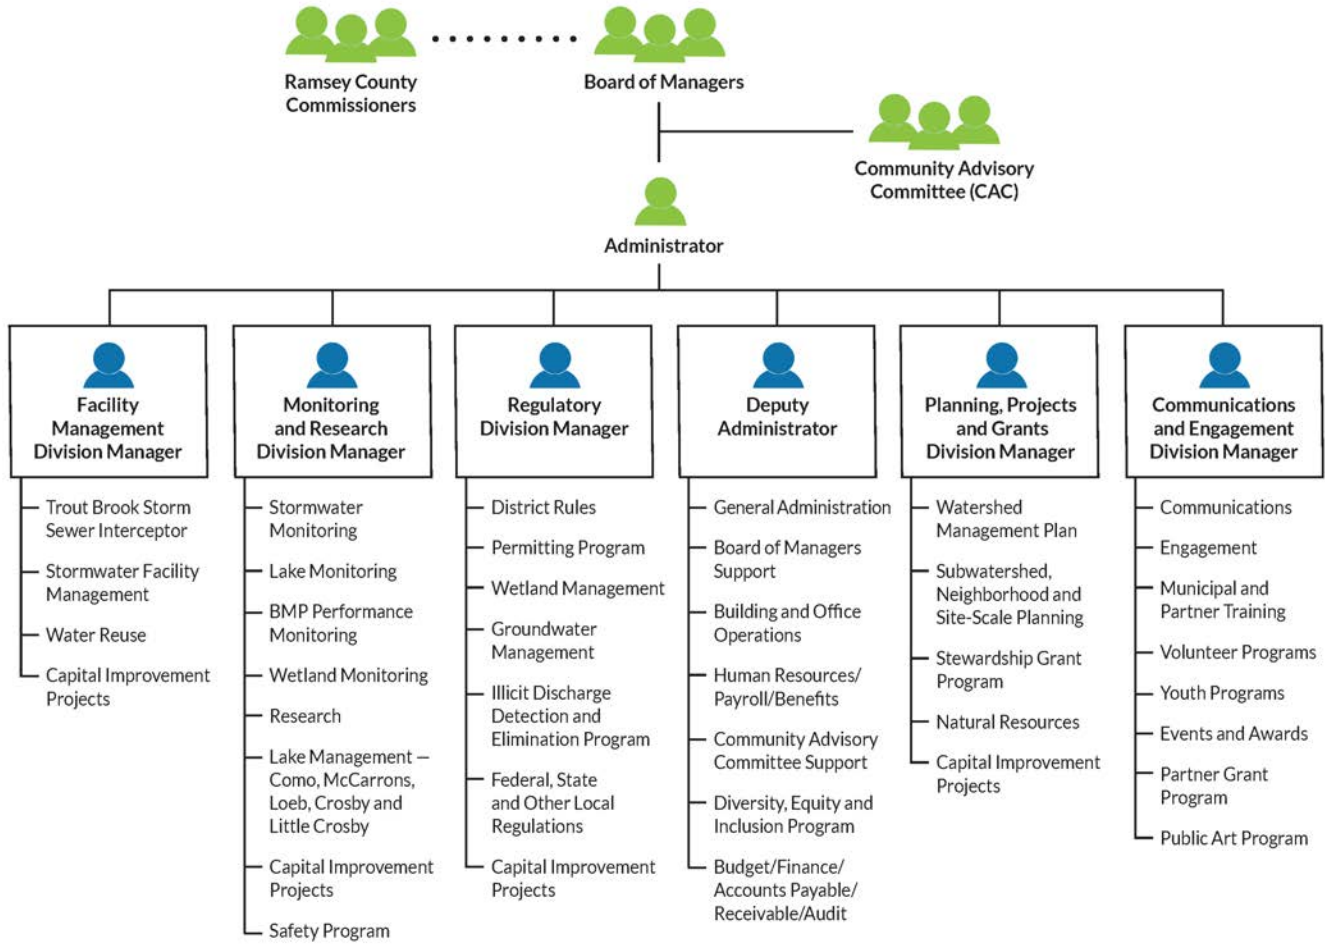 Ramsey County
Commissioners
Board of Managers
Community Advisory
Committee (CAC)
Administrator
Facility
Management
Division Manager
Trout Brook Storm
Sewer Interceptor
Stormwater Facility
Management
Water Reuse
Capital Improvement
Projects
Monitoring
and Research
Division Manager
Stormwater
Monitoring
Lake Monitoring
BMP Performance
Monitoring
Wetland Monitoring
Research
Lake Management —
Como, McCarrons,
Loeb, Crosby and
Little Crosby
Capital Improvement
Projects
Safety Program
Regulatory
Division Manager
District Rules
Permitting Program
Wetland Management
Groundwater
Management
Illicit Discharge
Detection and
Elimination Program
Federal, State
and Other Local
Regulations
Capital Improvement
Projects
Deputy
Administrator
General Administration
Board of Managers
Support
Building and Office
Operations
Human Resources/
Payroll/Benefits
Community Advisory
Committee Support
Diversity, Equity and
Inclusion Program
Budget/Finance/
Accounts Payable/
Receivable/Audit
Planning, Projects
and Grants
Division Manager
Watershed
Management Plan
Subwatershed,
Neighborhood and
Site-Scale Planning
Stewardship Grant
Program
Natural Resources
Capital Improvement
Projects
Communications
and Engagement
Division Manager
Communications
Engagement
Municipal and
Partner Training
Volunteer Programs
Youth Programs
Events and Awards
Partner Grant
Program
Public Art Program